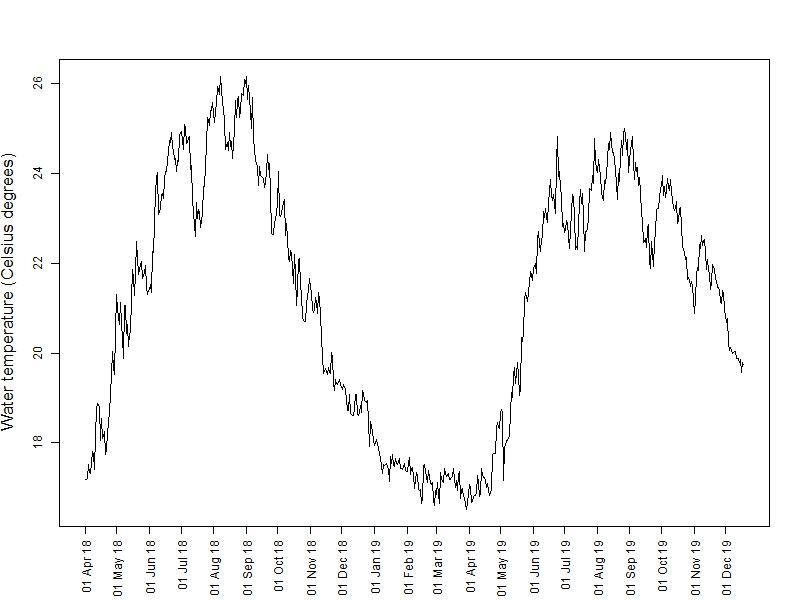 Water temperature (Celsius degrees)
26
24
22
20
18
01 Apr 18
01 May 18
01 Jun 18
01 Jul 18
01 Aug 18
01 Sep 18
01 Oct 18
01 Nov 18
01 Dec 18
01 Jan 19
01 Feb 19
01 Mar 19
01 Apr 19
01 May 19
01 Jun 19
01 Jul 19
01 Aug 19
01 Sep 19
01 Oct 19
01 Nov 19
01 Dec 19